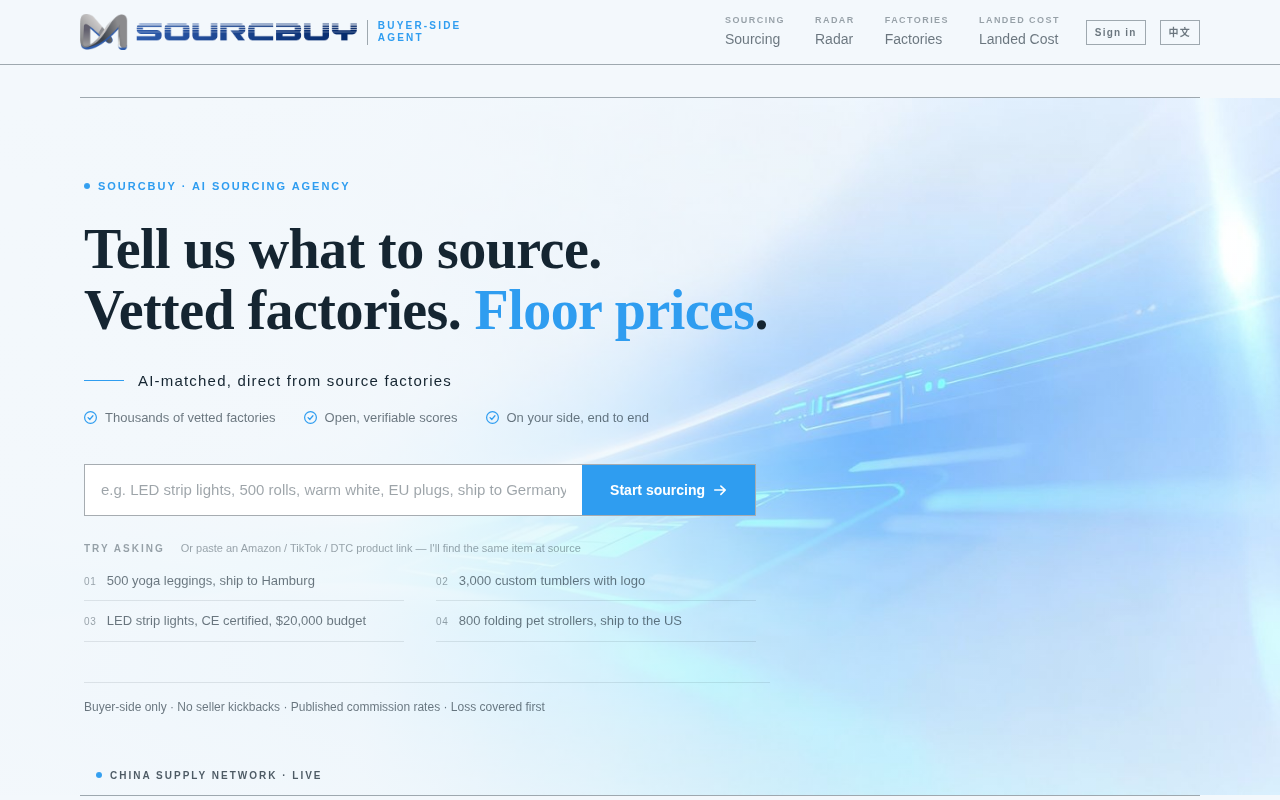 SOURCBUY
BUYER-SIDE
AGENT
SOURCING
Sourcing
RADAR
Radar
FACTORIES
Factories
LANDED COST
Landed Cost
Sign in
中文
SOURCBUY · AI SOURCING AGENCY
Tell us what to source.
Vetted factories. Floor prices.
AI-matched, direct from source factories
Thousands of vetted factories
Open, verifiable scores
On your side, end to end
e.g. LED strip lights, 500 rolls, warm white, EU plugs, ship to Germany
Start sourcing →
TRY ASKING
Or paste an Amazon / TikTok / DTC product link — I'll find the same item at source
01 500 yoga leggings, ship to Hamburg
02 3,000 custom tumblers with logo
03 LED strip lights, CE certified, $20,000 budget
04 800 folding pet strollers, ship to the US
Buyer-side only · No seller kickbacks · Published commission rates · Loss covered first
CHINA SUPPLY NETWORK · LIVE